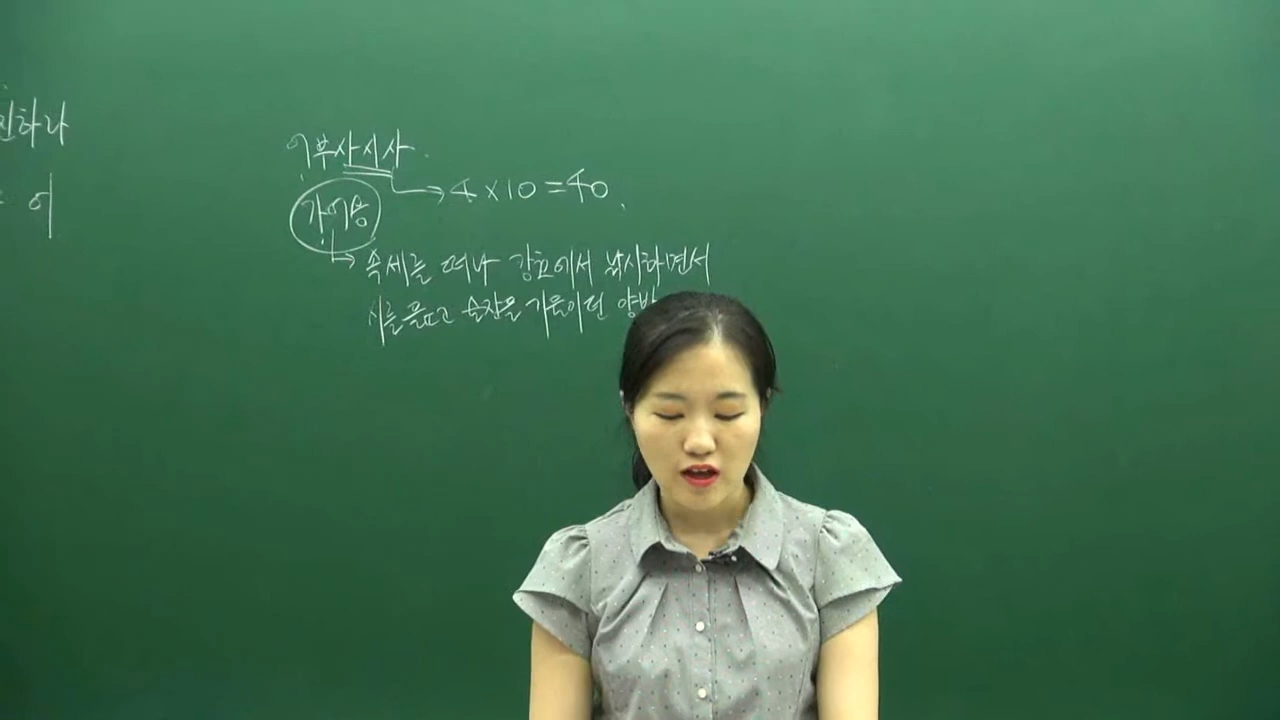 어부사시사.
4×10=40.
가어옹
속세를 떠나 강호에서 낚시하면서
시를 읊고 술잔을 기울이던 양반